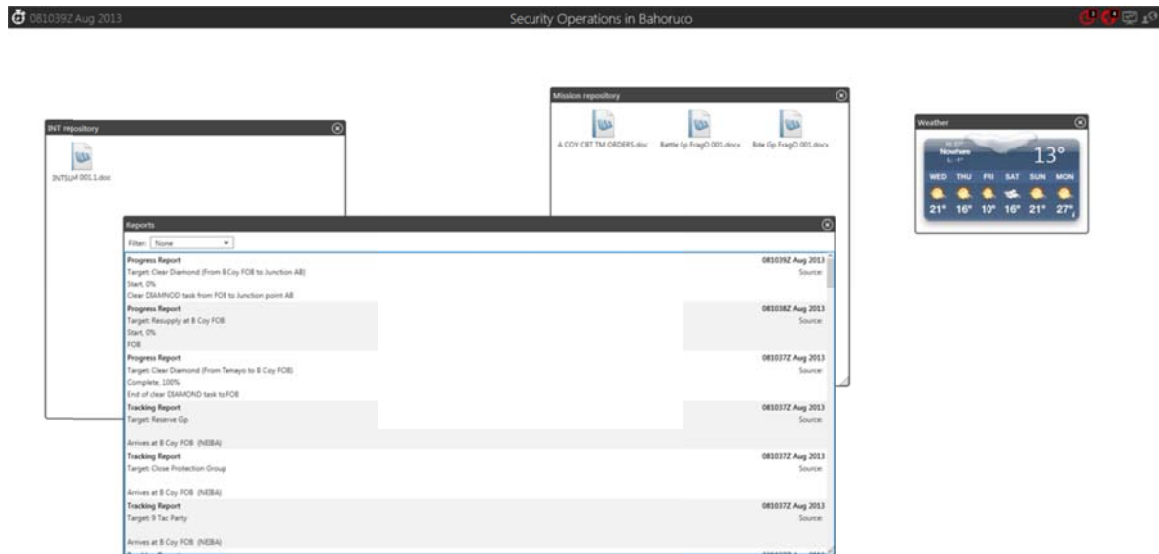 081039Z Aug 2013
Security Operations in Bahoruco
INT repository
INTSUM 001.1.doc
Mission repository
A COY CBT TM ORDERS.doc
Battle Gp FragO 001.docx
Bde Gp FragO 001.docx
Weather
Nowhere
13°
WED THU FRI SAT SUN MON
21° 16° 10° 16° 21° 27°
Reports
Filter: None
Progress Report 081039Z Aug 2013
Target: Clear Diamond (From B Coy FOB to Junction AB) Source:
Start, 0%
Clear DIAMNOD task from FOB to Junction point AB
Progress Report 081038Z Aug 2013
Target: Resupply at B Coy FOB Source:
Start, 0%
FOB
Progress Report 081037Z Aug 2013
Target: Clear Diamond (From Temayo to B Coy FOB) Source:
Complete, 100%
End of clear DIAMOND task toFOB
Tracking Report 081037Z Aug 2013
Target: Reserve Gp Source:
Arrives at B Coy FOB (NEIBA)
Tracking Report 081037Z Aug 2013
Target: Close Protection Group Source:
Arrives at B Coy FOB (NEIBA)
Tracking Report 081037Z Aug 2013
Target: 9 Tac Party Source:
Arrives at B Coy FOB (NEIBA)